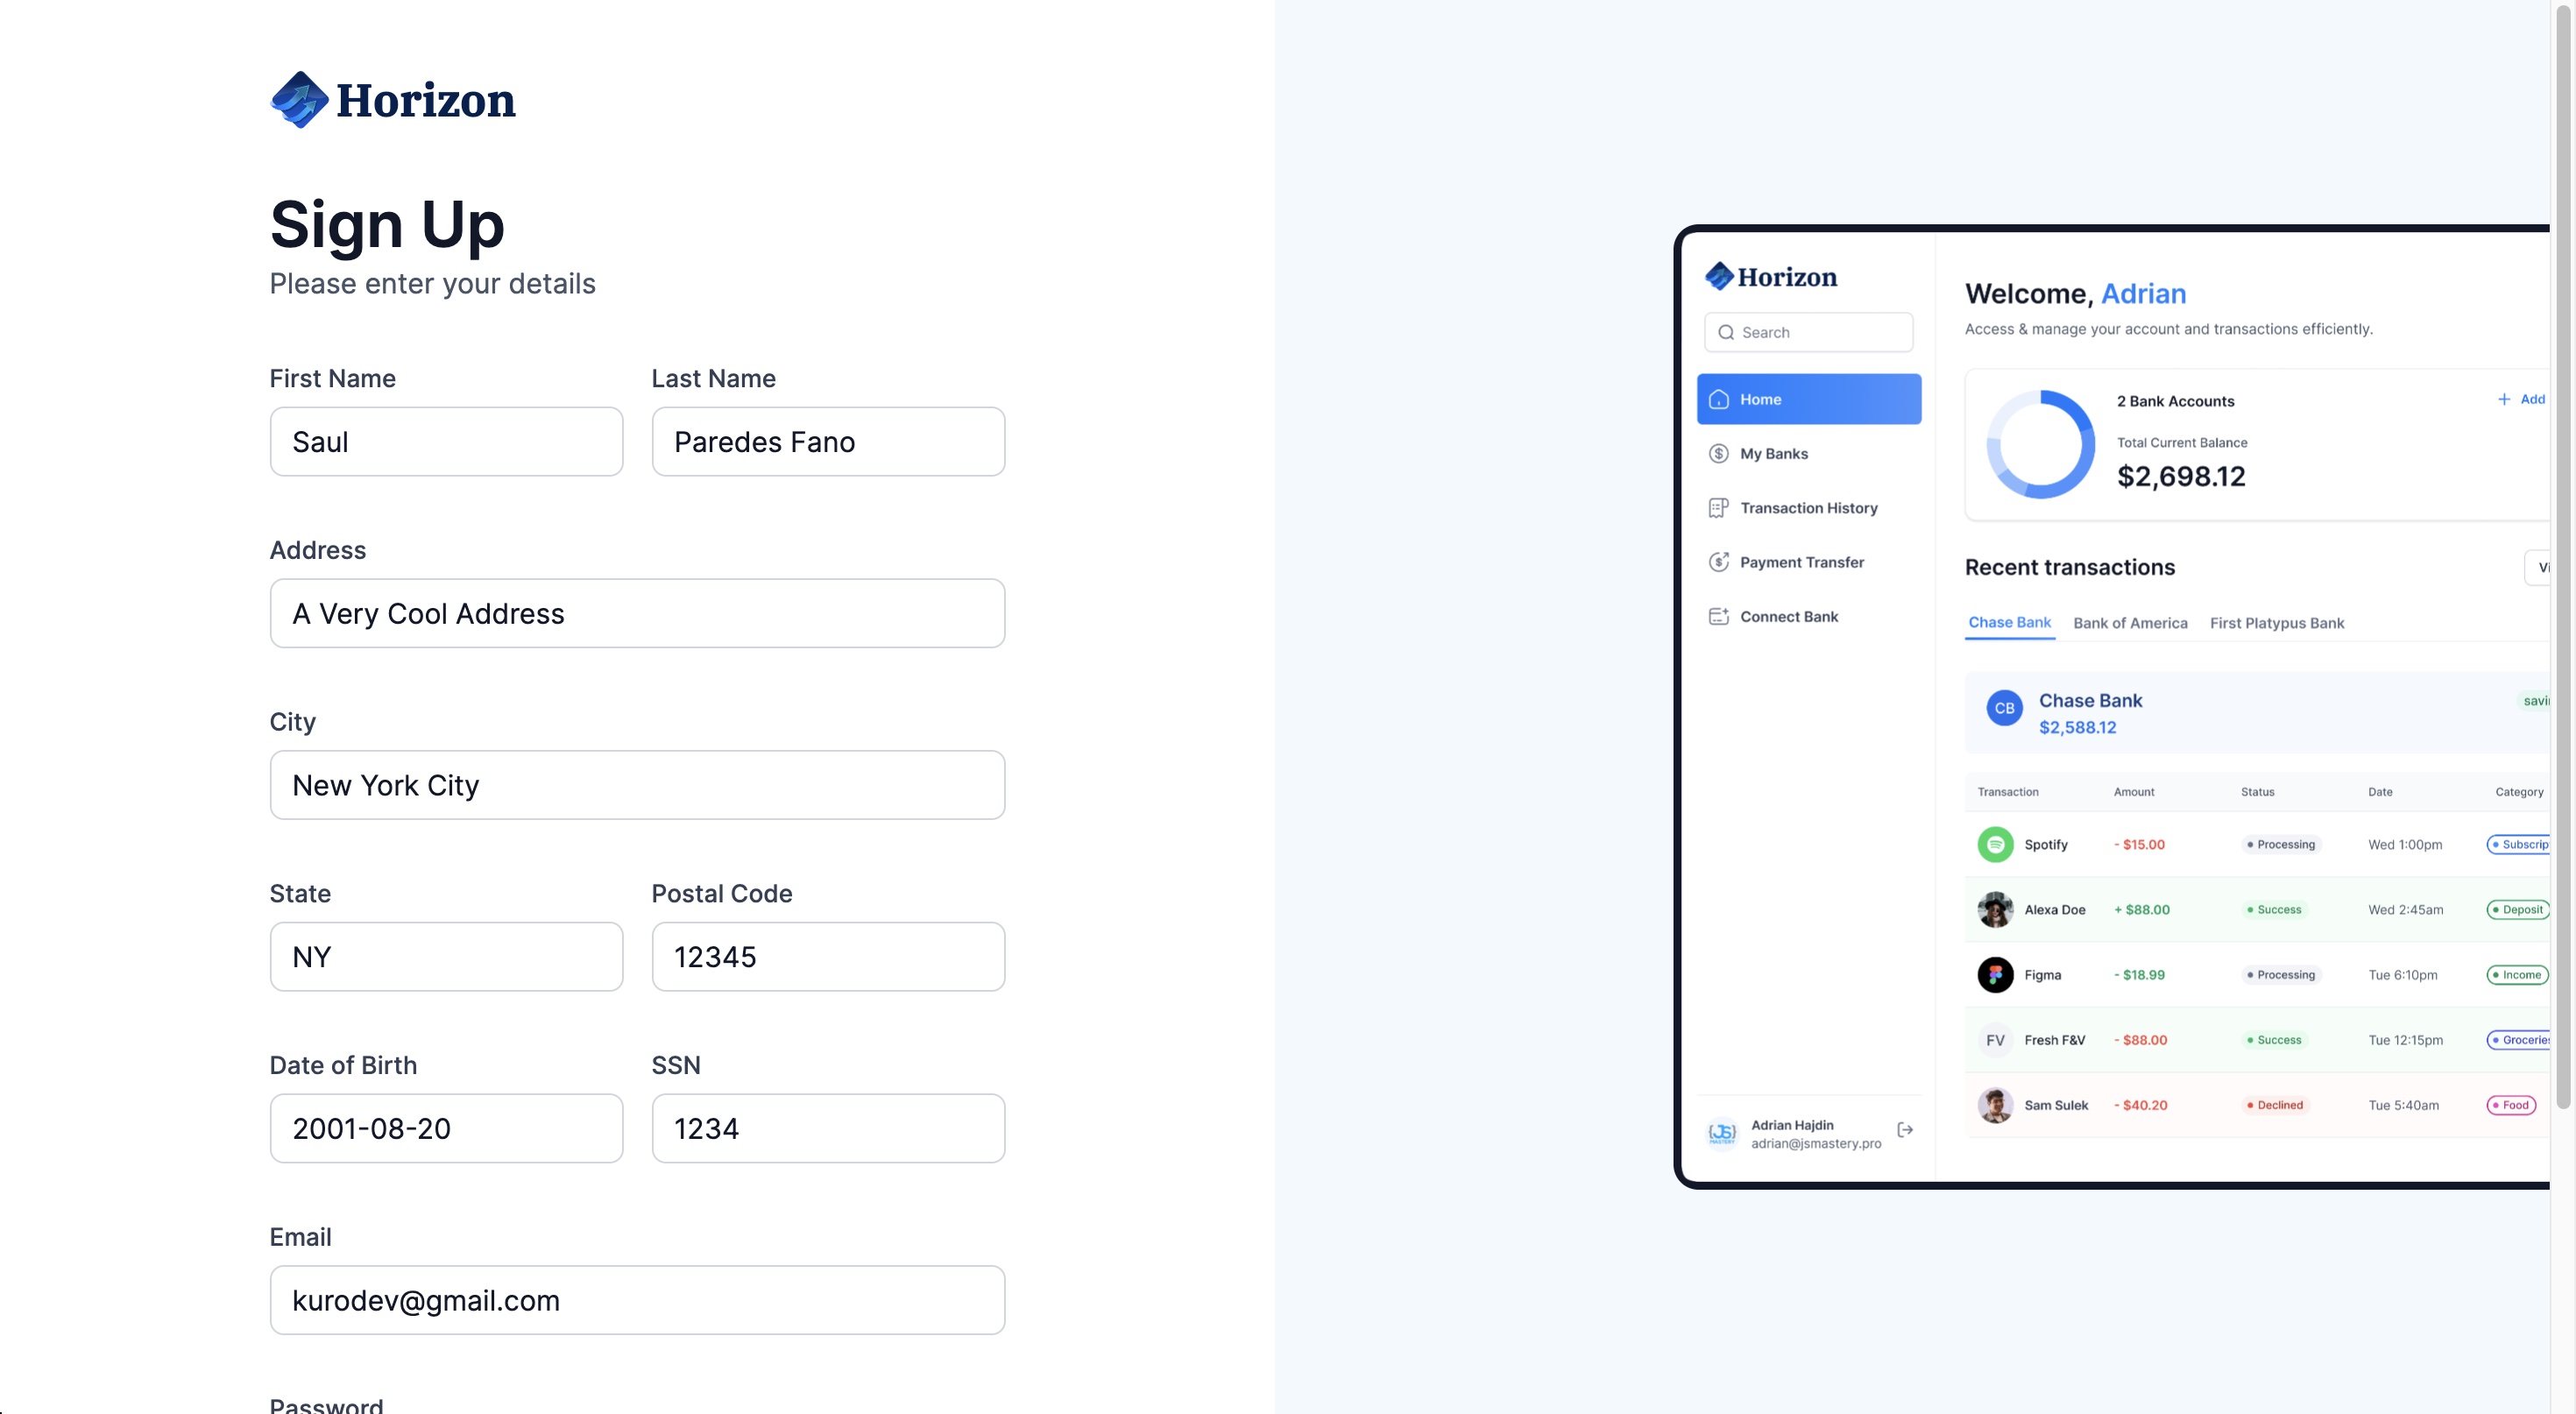 Horizon
Sign Up
Please enter your details
First Name
Last Name
Saul
Paredes Fano
Address
A Very Cool Address
City
New York City
State
Postal Code
NY
12345
Date of Birth
SSN
2001-08-20
1234
Email
kurodev@gmail.com
Password
Horizon
Search
Home
My Banks
Transaction History
Payment Transfer
Connect Bank
Adrian Hajdin
adrian@jsmastery.pro
{JS}
MASTERY
Welcome, Adrian
Access & manage your account and transactions efficiently.
2 Bank Accounts
+ Add
Total Current Balance
$2,698.12
Recent transactions
Vi
Chase Bank Bank of America First Platypus Bank
CB
Chase Bank
savi
$2,588.12
Transaction Amount Status Date Category
Spotify - $15.00 Processing Wed 1:00pm Subscrip
Alexa Doe + $88.00 Success Wed 2:45am Deposit
Figma - $18.99 Processing Tue 6:10pm Income
FV Fresh F&V - $88.00 Success Tue 12:15pm Groceries
Sam Sulek - $40.20 Declined Tue 5:40am Food